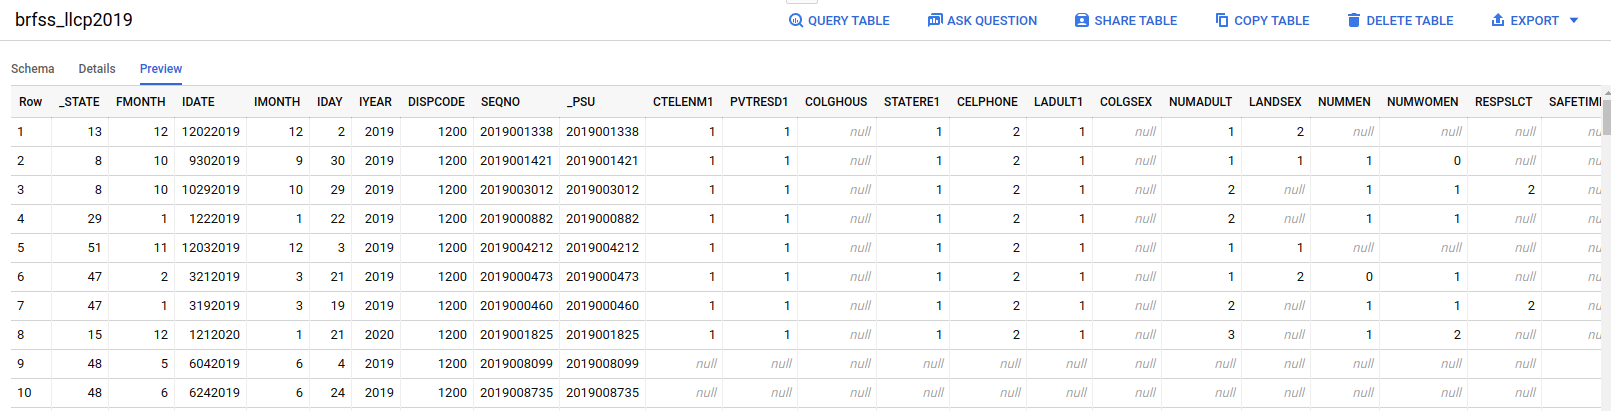 brfss_llcp2019 QUERY TABLE ASK QUESTION SHARE TABLE COPY TABLE DELETE TABLE EXPORT
Schema Details Preview
Row _STATE FMONTH IDATE IMONTH IDAY IYEAR DISPCODE SEQNO _PSU CTELENM1 PVTRESD1 COLGHOUS STATERE1 CELPHONE LADULT1 COLGSEX NUMADULT LANDSEX NUMMEN NUMWOMEN RESPSLCT SAFETIM
1 13 12 12022019 12 2 2019 1200 2019001338 2019001338 1 1 null 1 2 1 null 1 2 null null null nu
2 8 10 9302019 9 30 2019 1200 2019001421 2019001421 1 1 null 1 2 1 null 1 1 1 0 null nu
3 8 10 10292019 10 29 2019 1200 2019003012 2019003012 1 1 null 1 2 1 null 2 null 1 1 2 nu
4 29 1 1222019 1 22 2019 1200 2019000882 2019000882 1 1 null 1 2 1 null 2 null 1 1 null nu
5 51 11 12032019 12 3 2019 1200 2019004212 2019004212 1 1 null 1 2 1 null 1 1 null null null nu
6 47 2 3212019 3 21 2019 1200 2019000473 2019000473 1 1 null 1 2 1 null 1 2 0 1 null nu
7 47 1 3192019 3 19 2019 1200 2019000460 2019000460 1 1 null 1 2 1 null 2 null 1 1 2 nu
8 15 12 1212020 1 21 2020 1200 2019001825 2019001825 1 1 null 1 2 1 null 3 null 1 2 null nu
9 48 5 6042019 6 4 2019 1200 2019008099 2019008099 null null null null null null null null null null null null nu
10 48 6 6242019 6 24 2019 1200 2019008735 2019008735 null null null null null null null null null null null null nu